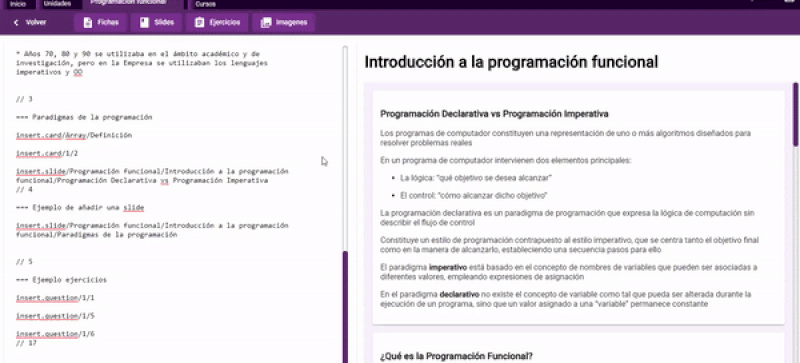 Inicio
Unidades
Programación funcional
Cursos
Volver
Fichas
Slides
Ejercicios
Imagenes
* Años 70, 80 y 90 se utilizaba en el ámbito académico y de
investigación, pero en la Empresa se utilizaban los lenguajes
imperativos y OO
// 3
=== Paradigmas de la programación
insert.card/Array/Definición
insert.card/1/2
insert.slide/Programación funcional/Introducción a la programación
funcional/Programación Declarativa vs Programación Imperativa
// 4
=== Ejemplo de añadir una slide
insert.slide/Programación funcional/Introducción a la programación
funcional/Paradigmas de la programación
// 5
=== Ejemplo ejercicios
insert.question/1/1
insert.question/1/5
insert.question/1/6
// 17
Introducción a la programación funcional
Programación Declarativa vs Programación Imperativa
Los programas de computador constituyen una representación de uno o más algoritmos diseñados para
resolver problemas reales
En un programa de computador intervienen dos elementos principales:
• La lógica: "qué objetivo se desea alcanzar"
• El control: "cómo alcanzar dicho objetivo"
La programación declarativa es un paradigma de programación que expresa la lógica de computación sin
describir el flujo de control
Constituye un estilo de programación contrapuesto al estilo imperativo, que se centra tanto el objetivo final
como en la manera de alcanzarlo, estableciendo una secuencia pasos para ello
El paradigma imperativo está basado en el concepto de nombres de variables que pueden ser asociadas a
diferentes valores, empleando expresiones de asignación
En el paradigma declarativo no existe el concepto de variable como tal que pueda ser alterada durante la
ejecución de un programa, sino que un valor asignado a una "variable" permanece constante
¿Qué es la Programación Funcional?